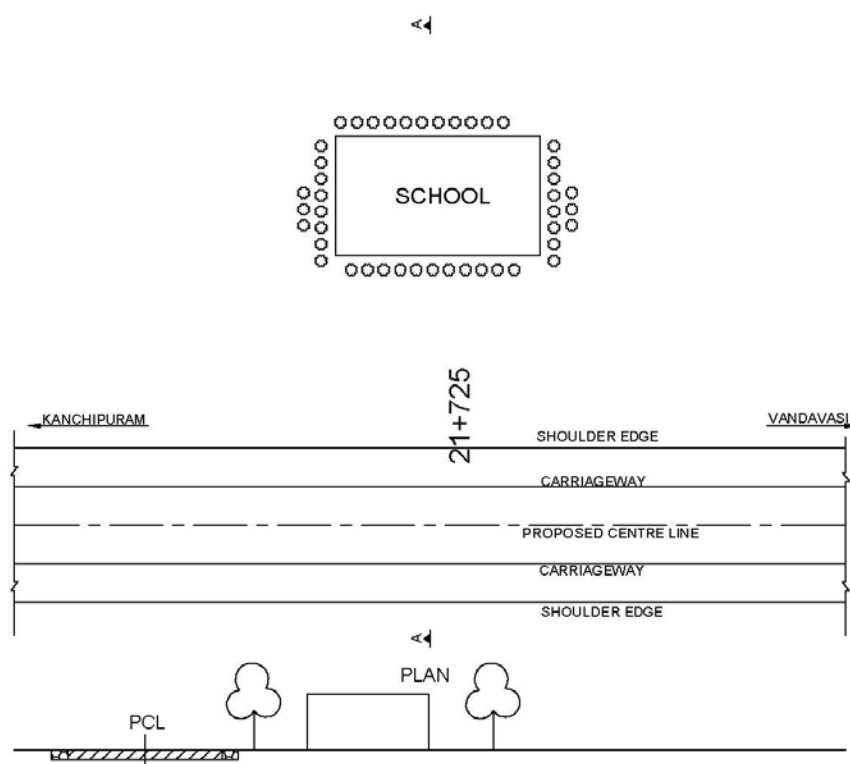 A
SCHOOL
21+725
KANCHIPURAM
VANDAVASI
SHOULDER EDGE
CARRIAGEWAY
PROPOSED CENTRE LINE
CARRIAGEWAY
SHOULDER EDGE
A
PLAN
PCL